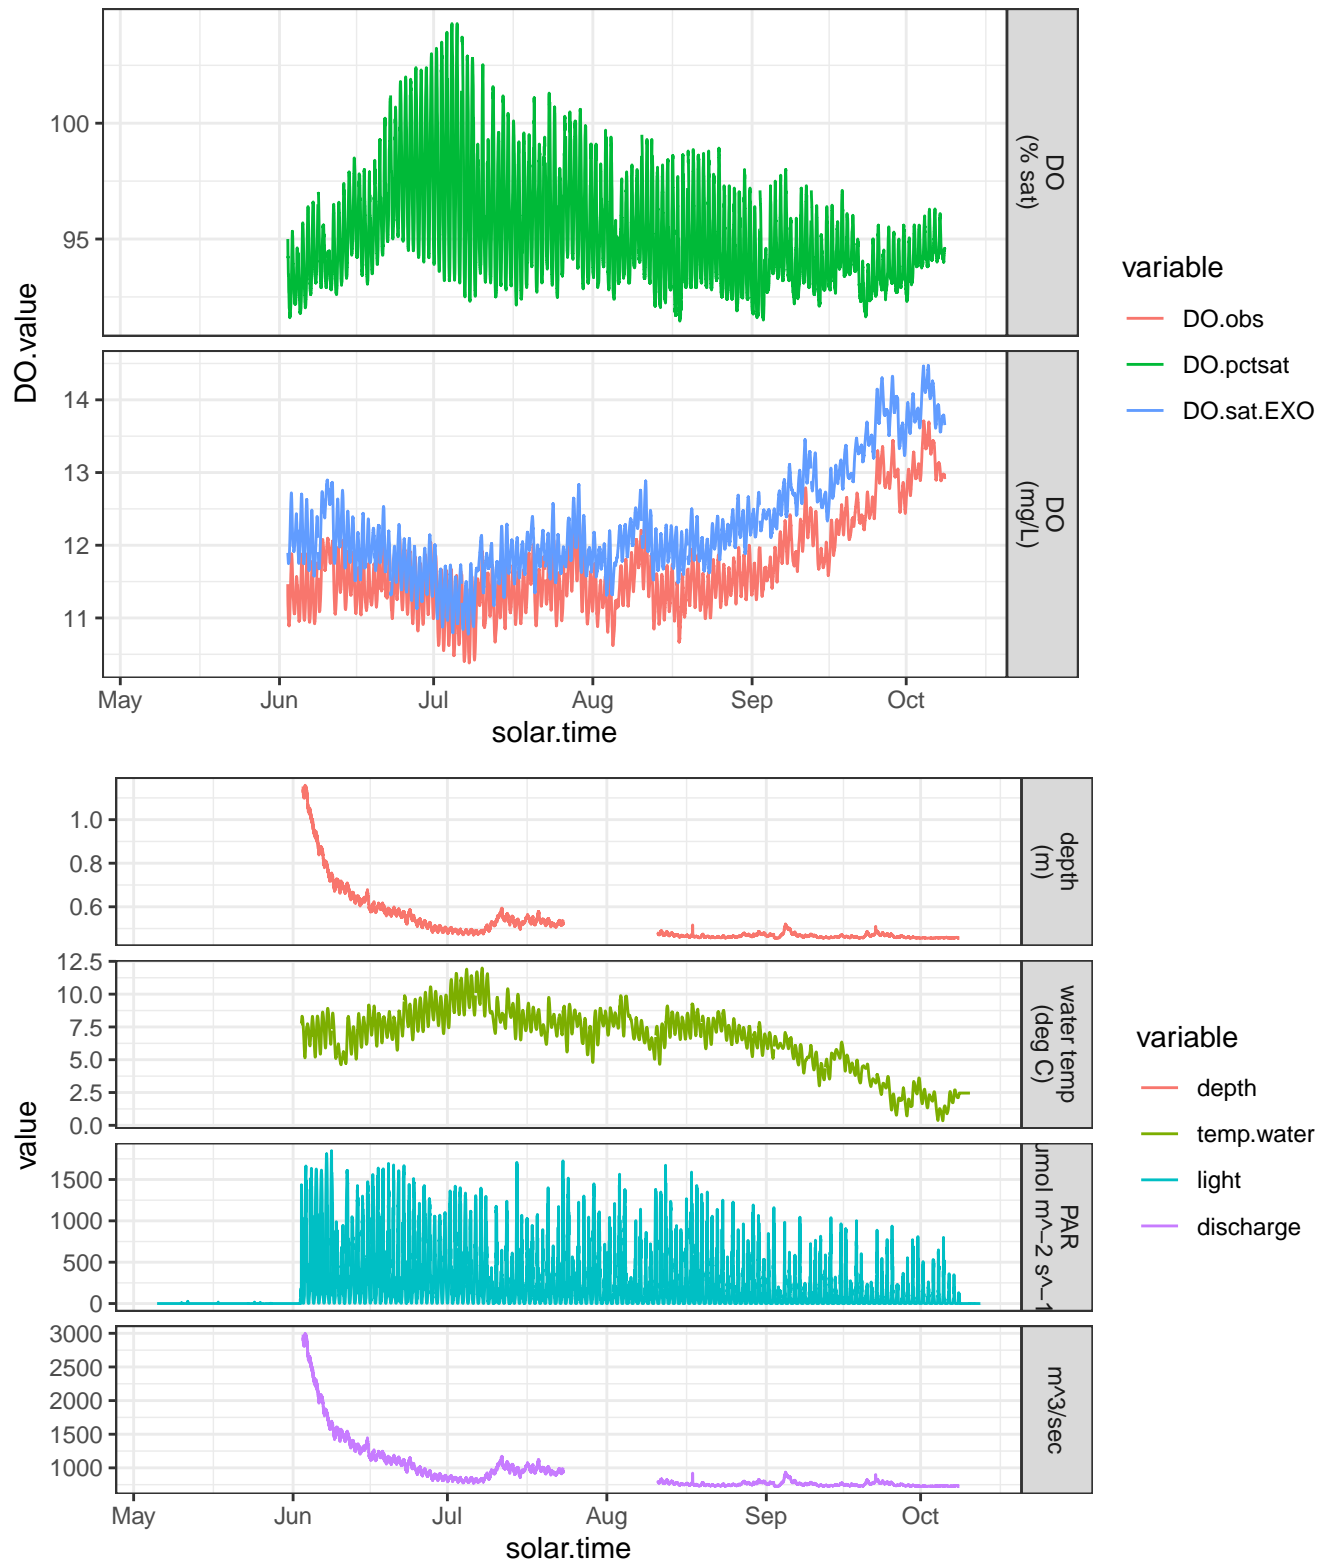 100
95
DO
(% sat)
14
13
12
11
DO
(mg/L)
DO.value
May Jun Jul Aug Sep Oct
solar.time
variable
DO.obs
DO.pctsat
DO.sat.EXO
1.0
0.8
0.6
depth
(m)
12.5
10.0
7.5
5.0
2.5
0.0
water temp
(deg C)
1500
1000
500
0
PAR
umol m^-2 s^-1
3000
2500
2000
1500
1000
m^3/sec
value
May Jun Jul Aug Sep Oct
solar.time
variable
depth
temp.water
light
discharge